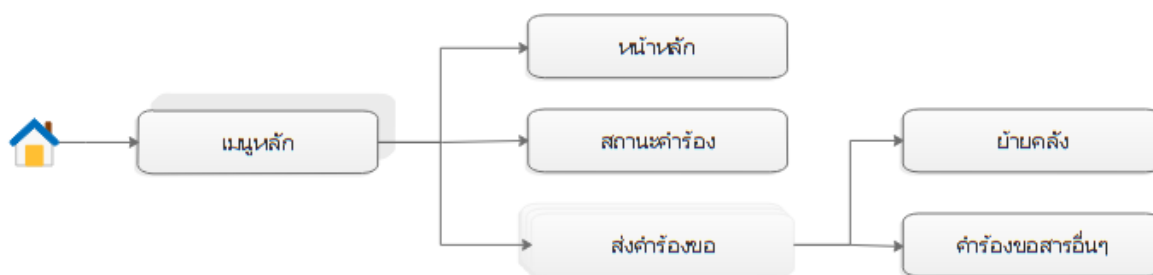 หน้าหลัก
เมนูหลัก
สถานะคำร้อง
ย้ายคลัง
ส่งคำร้องขอ
คำร้องขอสารอื่นๆ